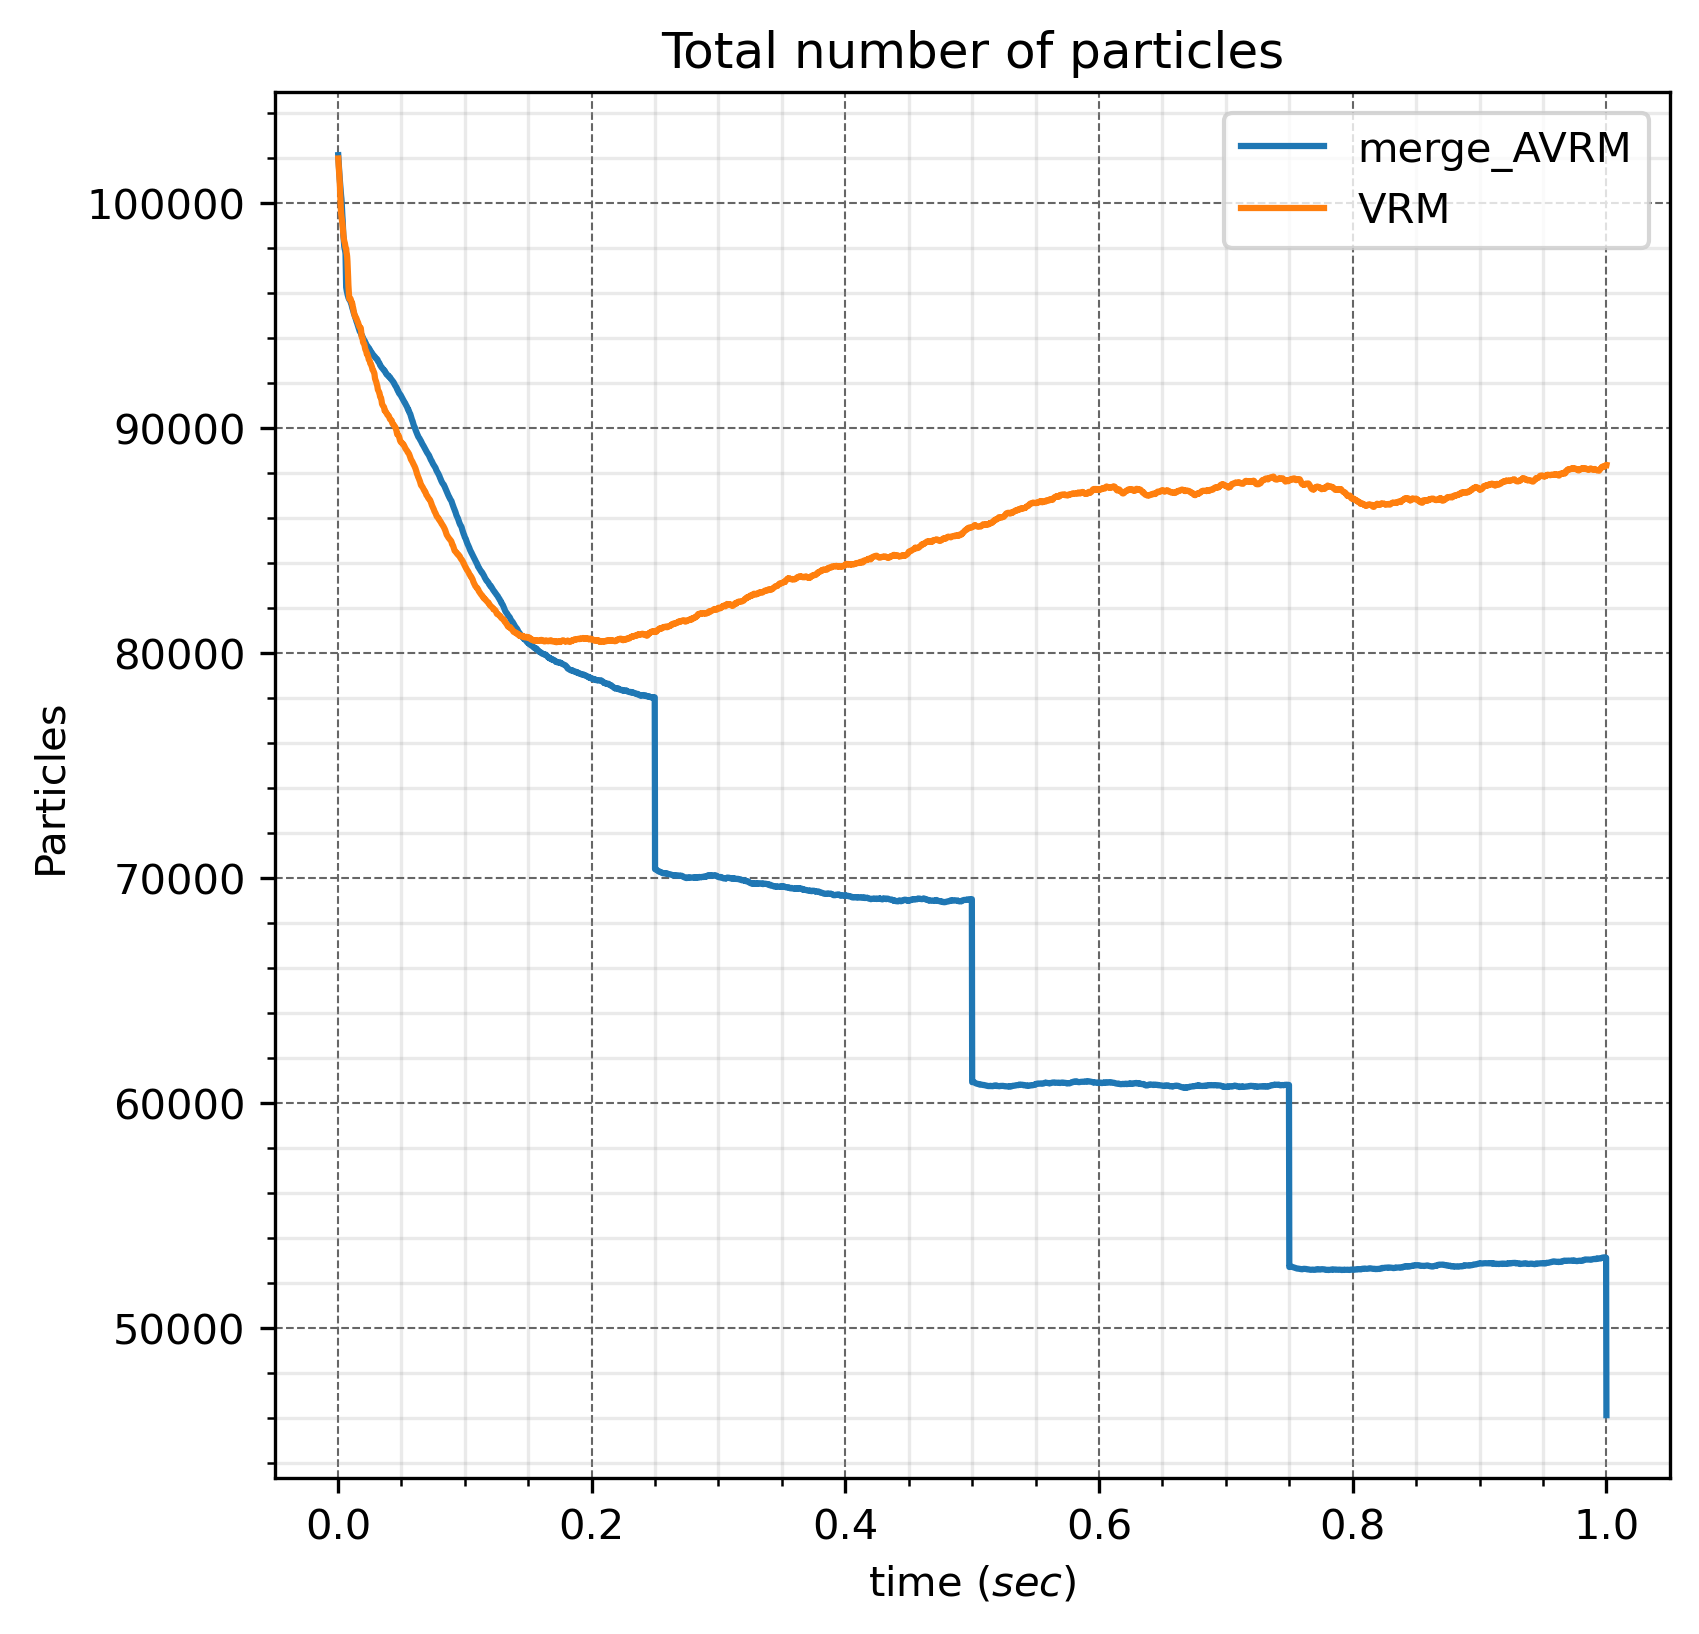 Total number of particles
merge_AVRM
VRM
100000
90000
80000
70000
60000
50000
Particles
0.0 0.2 0.4 0.6 0.8 1.0
time (sec)